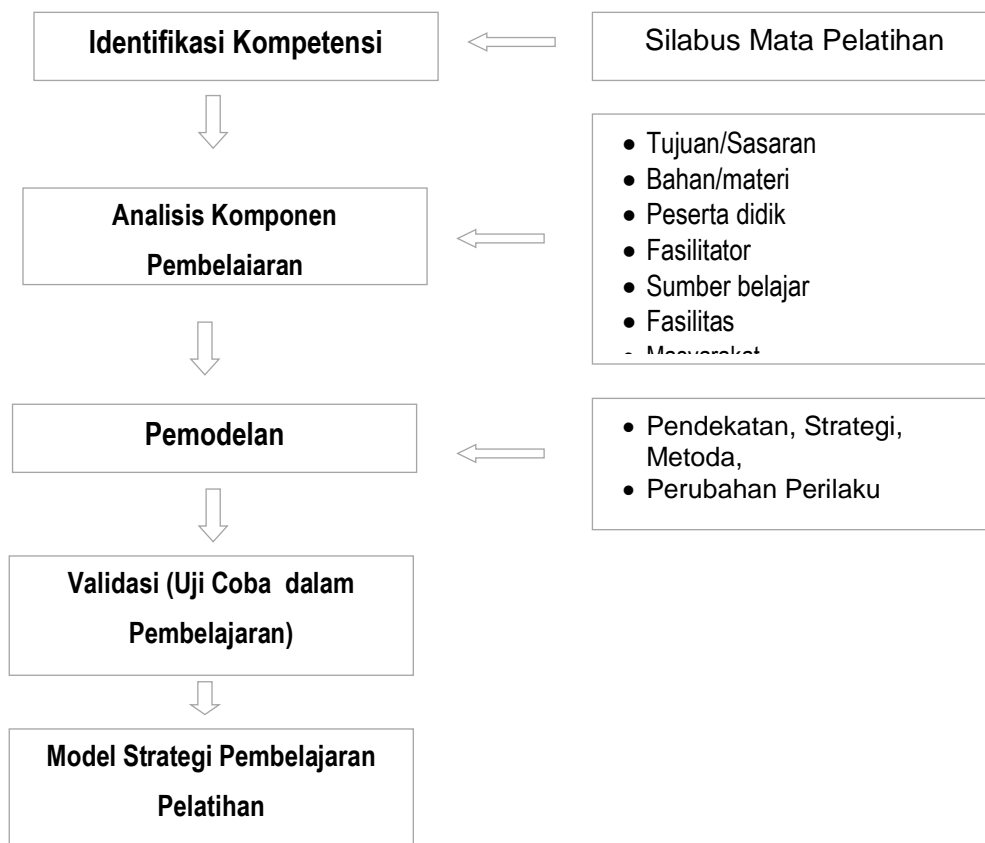 Identifikasi Kompetensi
Silabus Mata Pelatihan
• Tujuan/Sasaran
• Bahan/materi
• Peserta didik
• Fasilitator
• Sumber belajar
• Fasilitas
Analisis Komponen
Pembelaiaran
Pemodelan
• Pendekatan, Strategi,
Metoda,
• Perubahan Perilaku
Validasi (Uji Coba dalam
Pembelajaran)
Model Strategi Pembelajaran
Pelatihan